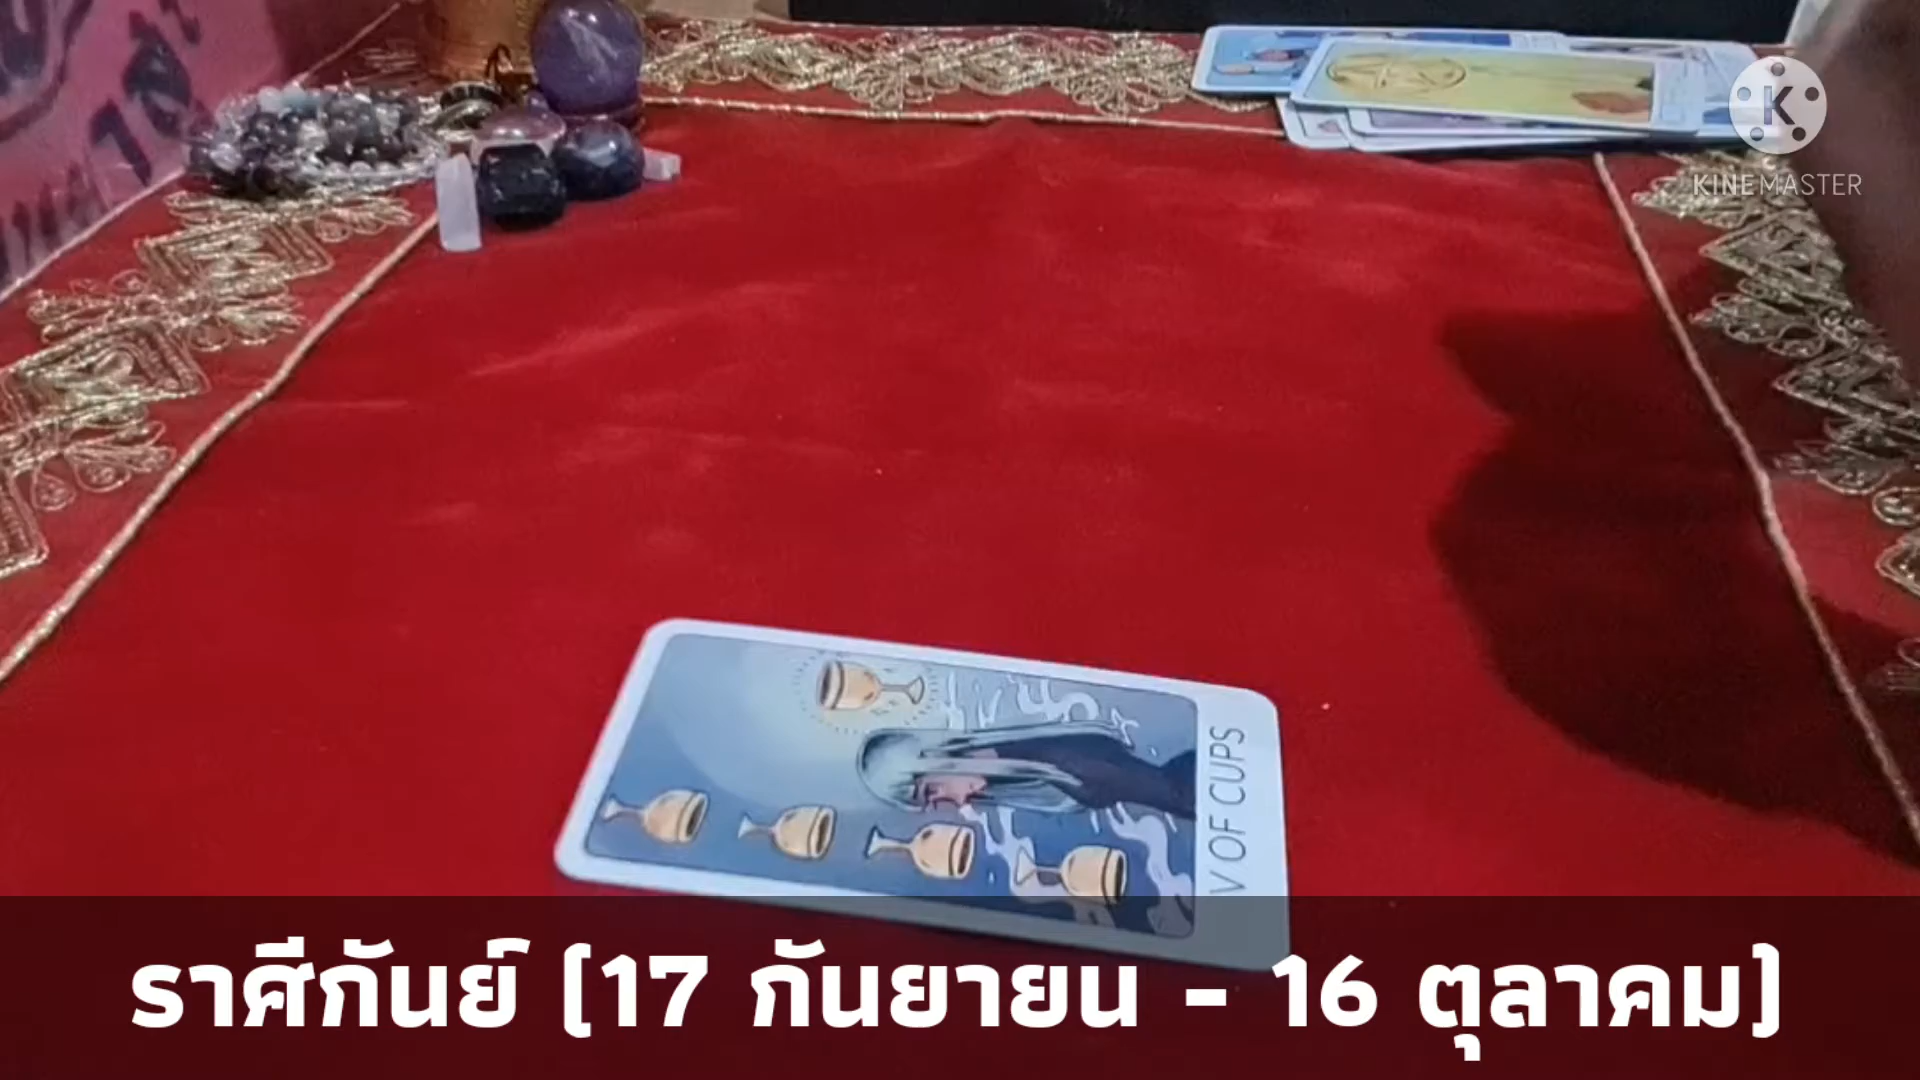 KINEMASTER
V OF CUPS
ราศีกันย์ (17 กันยายน - 16 ตุลาคม)